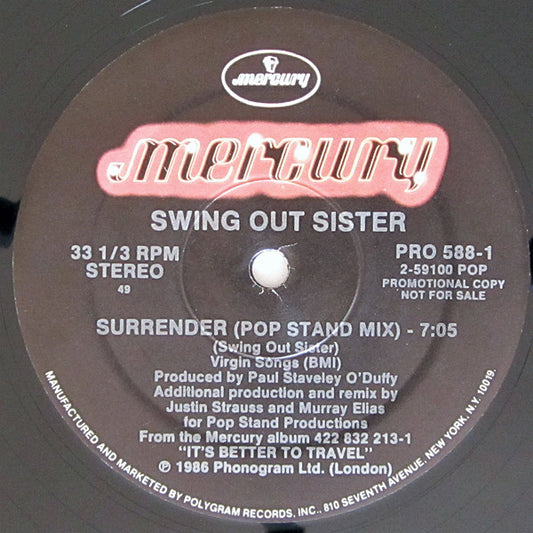 mercury
mercury
SWING OUT SISTER
33 1/3 RPM
STEREO
49
PRO 588-1
2-59100 POP
PROMOTIONAL COPY
NOT FOR SALE
SURRENDER (POP STAND MIX) - 7:05
(Swing Out Sister)
Virgin Songs (BMI)
Produced by Paul Staveley O'Duffy
Additional production and remix by
Justin Strauss and Murray Elias
for Pop Stand Productions
From the Mercury album 422 832 213-1
"IT'S BETTER TO TRAVEL"
℗ 1986 Phonogram Ltd. (London)
MANUFACTURED AND MARKETED BY POLYGRAM RECORDS, INC., 810 SEVENTH AVENUE, NEW YORK, N.Y. 10019.